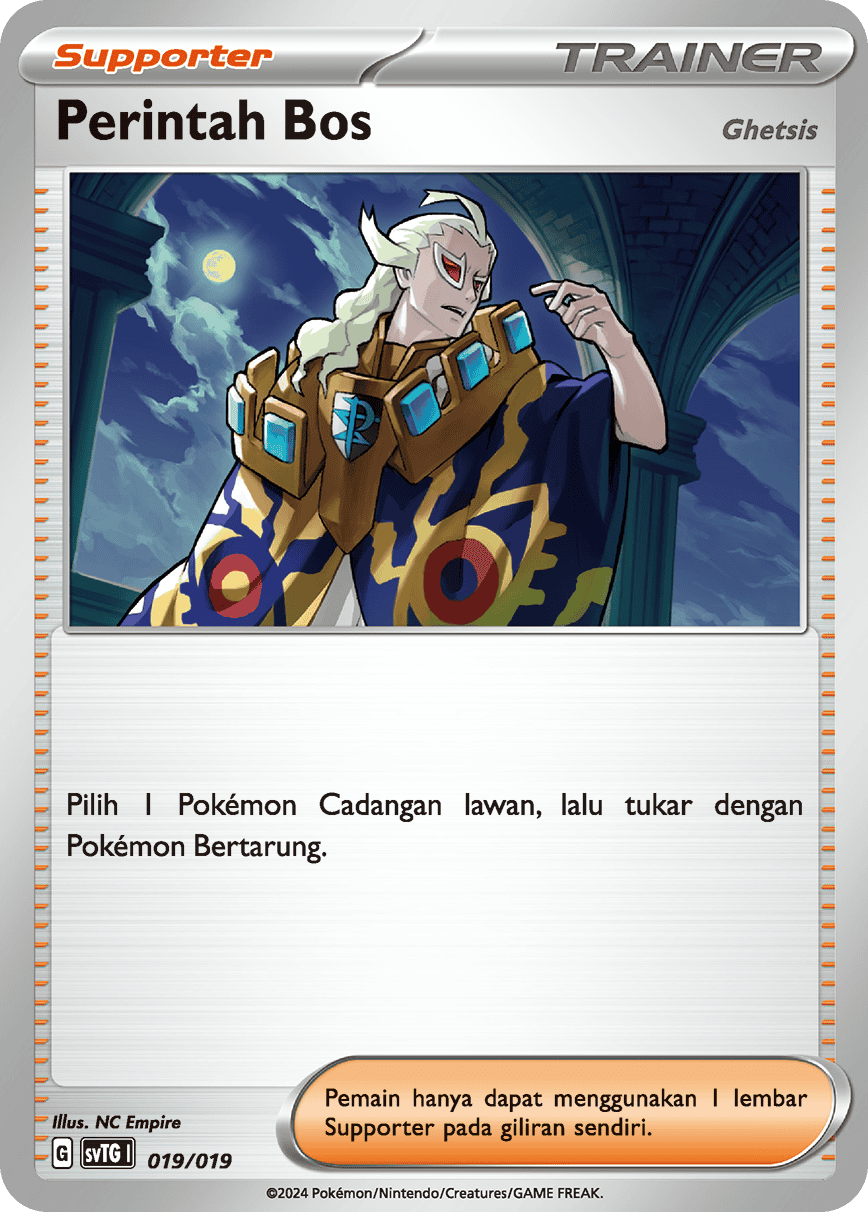 Supporter
TRAINER
Perintah Bos
Ghetsis
Pilih 1 Pokémon Cadangan lawan, lalu tukar dengan
Pokémon Bertarung.
Pemain hanya dapat menggunakan 1 lembar
Supporter pada giliran sendiri.
Illus. NC Empire
G svTG I 019/019
©2024 Pokémon/Nintendo/Creatures/GAME FREAK.